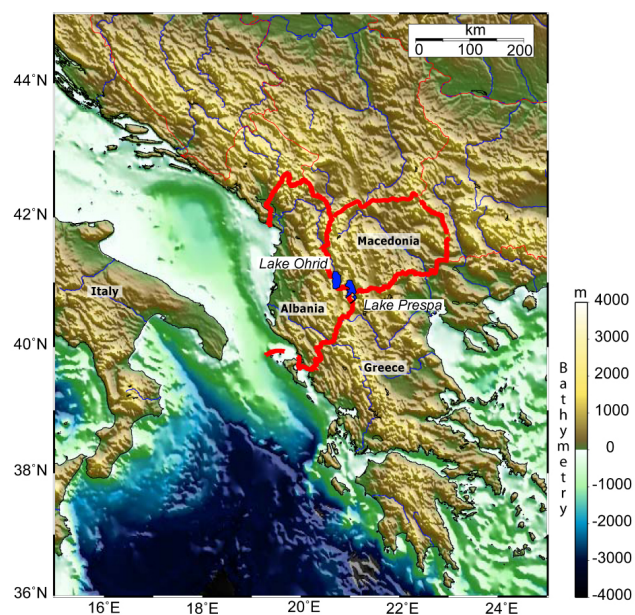 km
0 50 100 200
44°N
42°N
Macedonia
Lake Ohrid
Italy
Albania
Lake Prespa
40°N
Greece
38°N
36°N
16°E 18°E 20°E 22°E 24°E
m
4000
3000
2000
1000
0
-1000
-2000
-3000
-4000
Bathymetry